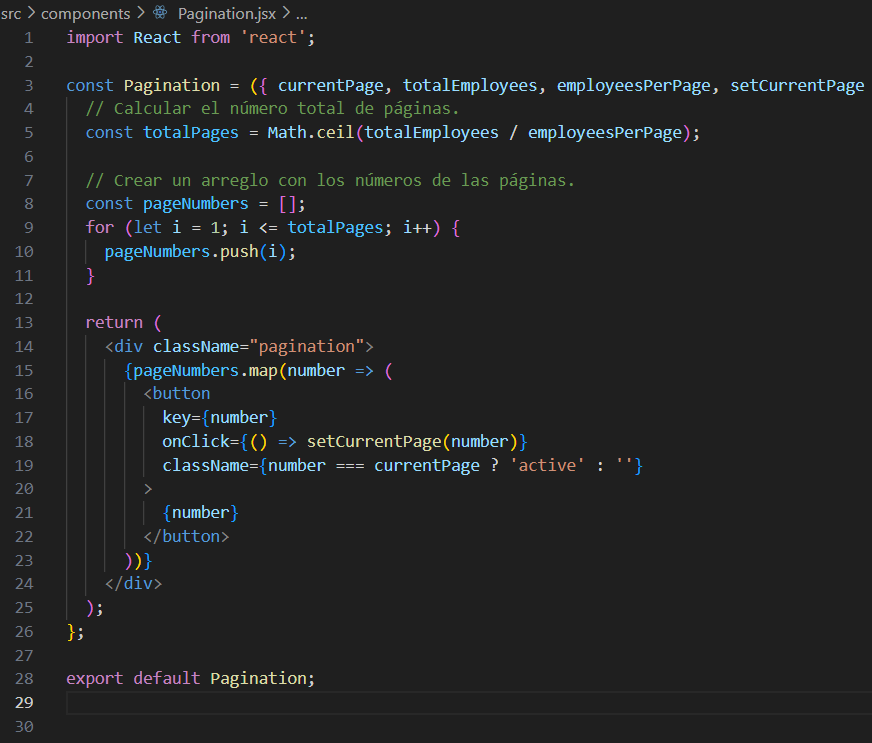 src > components > Pagination.jsx > ...
1 import React from 'react';
2
3 const Pagination = ({ currentPage, totalEmployees, employeesPerPage, setCurrentPage
4 // Calcular el número total de páginas.
5 const totalPages = Math.ceil(totalEmployees / employeesPerPage);
6
7 // Crear un arreglo con los números de las páginas.
8 const pageNumbers = [];
9 for (let i = 1; i <= totalPages; i++) {
10 pageNumbers.push(i);
11 }
12
13 return (
14 <div className="pagination">
15 {pageNumbers.map(number => (
16 <button
17 key={number}
18 onClick={() => setCurrentPage(number)}
19 className={number === currentPage ? 'active' : ''}
20 >
21 {number}
22 </button>
23 ))}
24 </div>
25 );
26 };
27
28 export default Pagination;
29
30